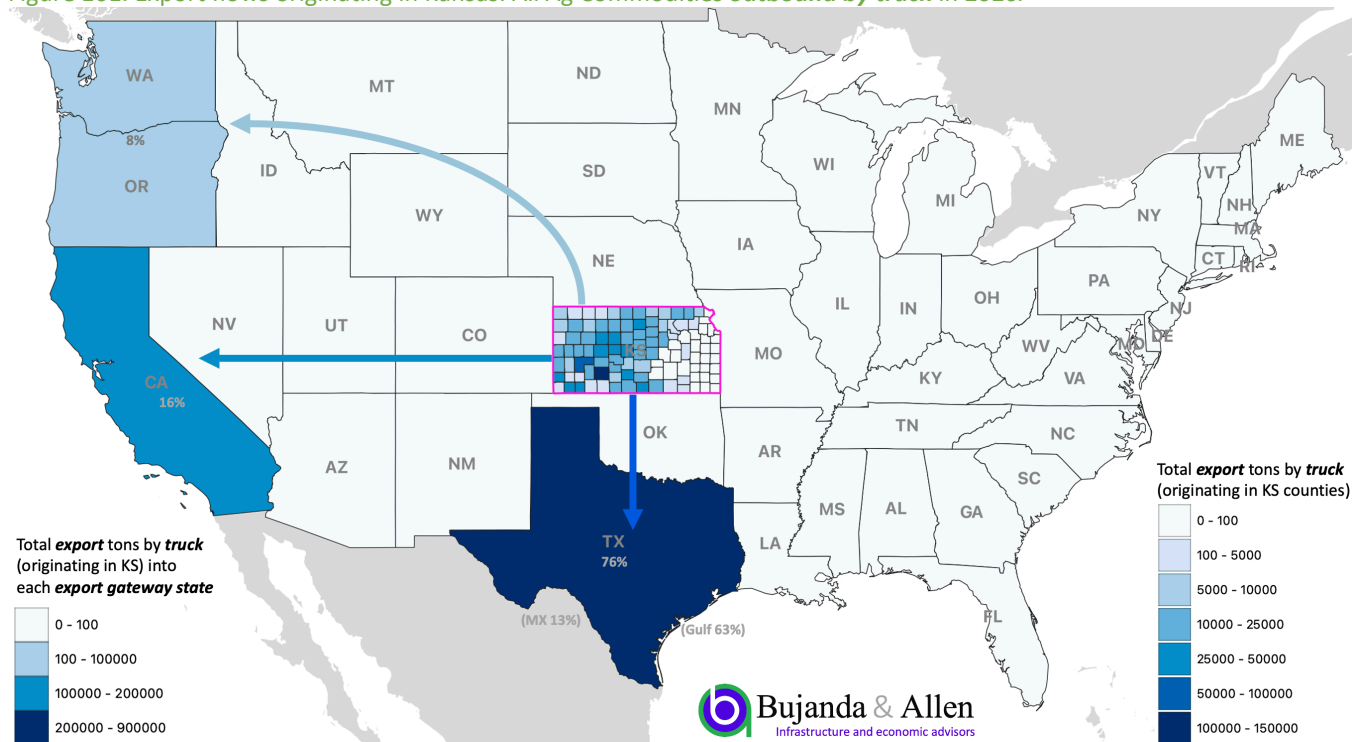 WA
MT
ND
MN
ME
8%
OR
ID
SD
WI
MI
VT
NH
NY
MA
WY
IA
NE
CT
RI
PA
NJ
NV
UT
CO
KS
IL
IN
OH
DE
MD
WV
MO
VA
KY
CA
16%
TN
NC
OK
AR
AZ
NM
SC
MS
AL
GA
TX
76%
LA
FL
(MX 13%)
(Gulf 63%)
Total export tons by truck
(originating in KS) into
each export gateway state
0 - 100
100 - 100000
100000 - 200000
200000 - 900000
Total export tons by truck
(originating in KS counties)
0 - 100
100 - 5000
5000 - 10000
10000 - 25000
25000 - 50000
50000 - 100000
100000 - 150000
Bujanda & Allen
Infrastructure and economic advisors